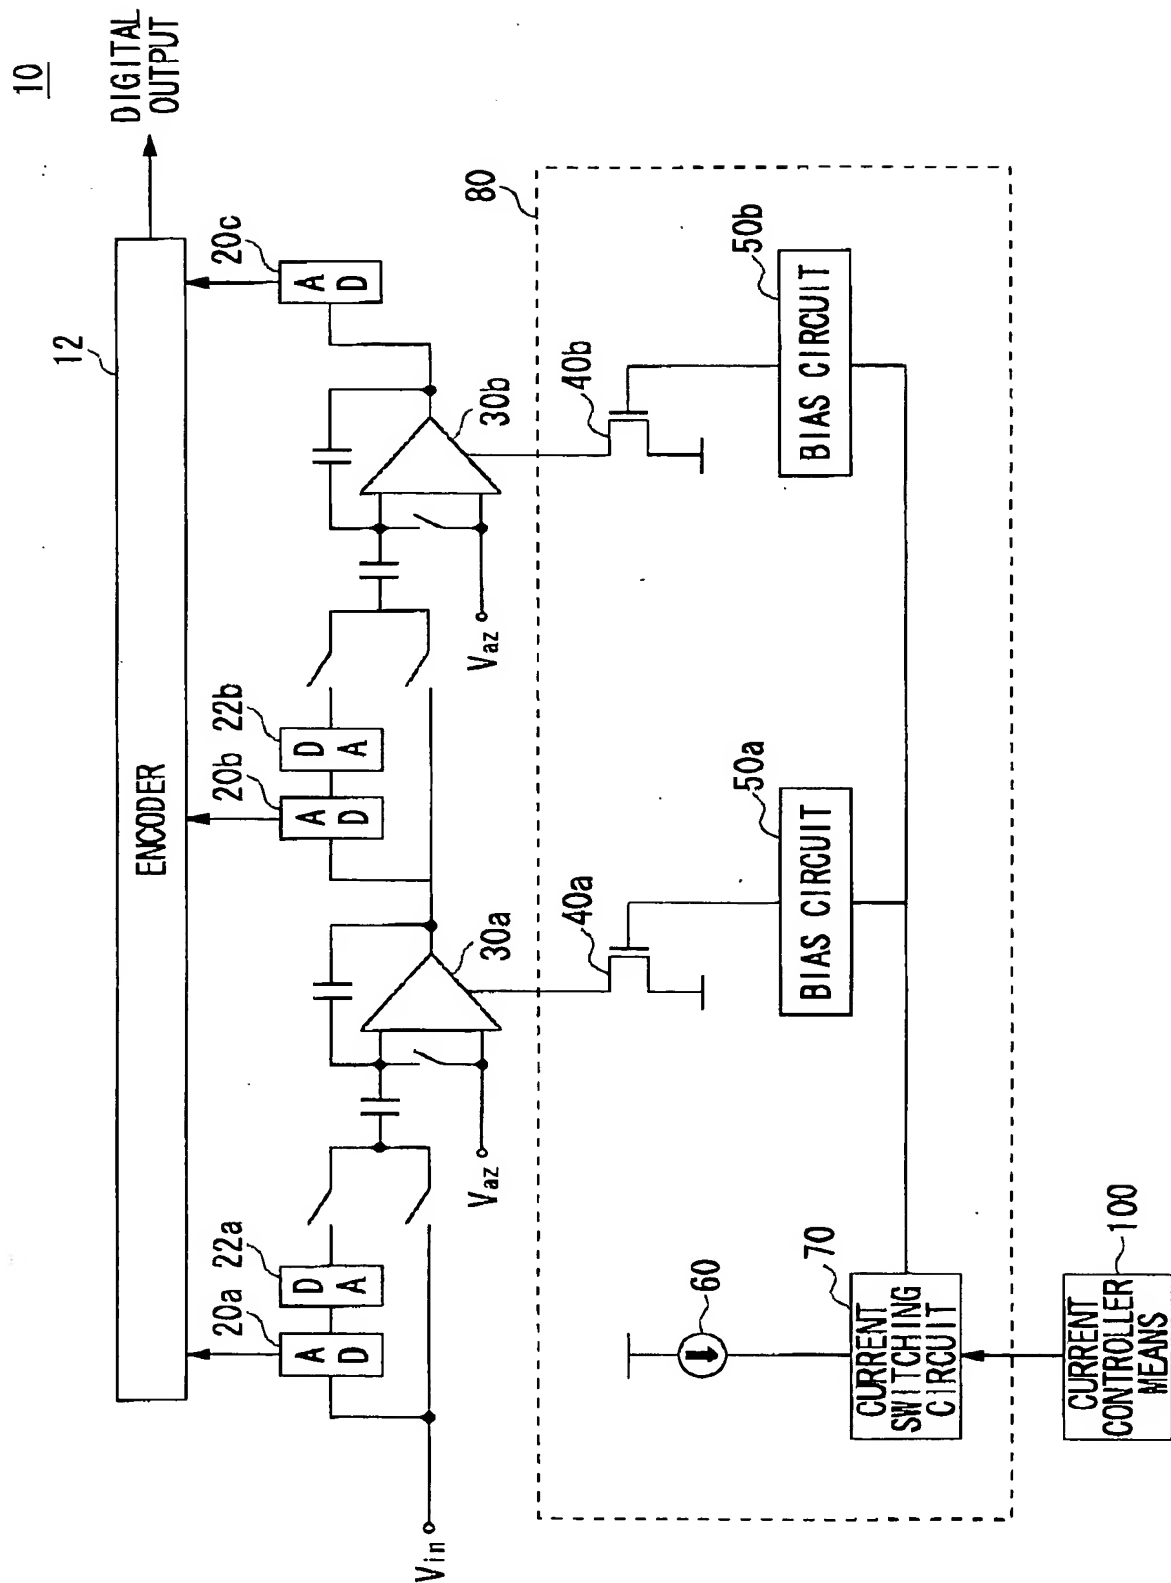 10
DIGITAL
OUTPUT
12
ENCODER
20a
22a
20b
22b
20c
A
D
D
A
A
D
D
A
A
D
Vin
Vaz
30a
Vaz
30b
80
40a
40b
60
70
CURRENT
SWITCHING
CIRCUIT
50a
BIAS CIRCUIT
50b
BIAS CIRCUIT
100
CURRENT
CONTROLLER
MEANS